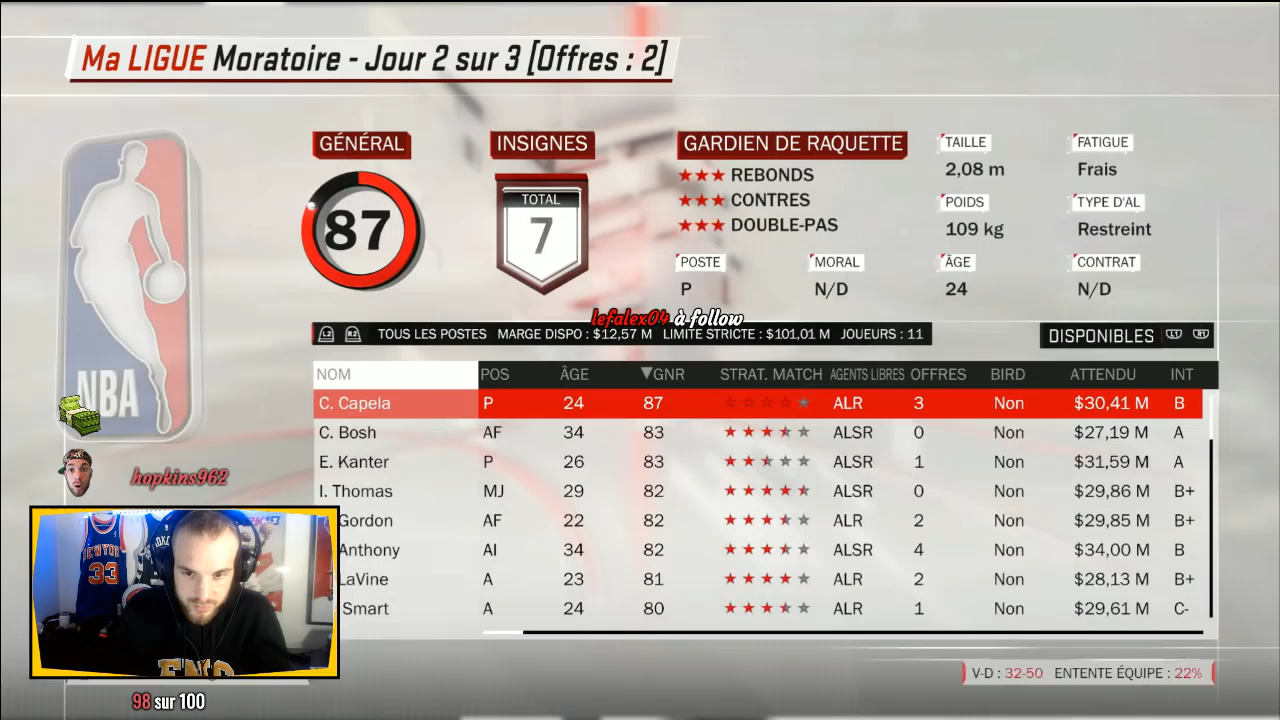 Ma LIGUE Moratoire - Jour 2 sur 3 [Offres : 2]
GÉNÉRAL
87
INSIGNES
TOTAL
7
GARDIEN DE RAQUETTE
★★★ REBONDS
★★★ CONTRES
★★★ DOUBLE-PAS
TAILLE
2,08 m
FATIGUE
Frais
POIDS
109 kg
TYPE D'AL
Restreint
POSTE
P
MORAL
N/D
ÂGE
24
CONTRAT
N/D
lefalex04 à follow
L2 R2 TOUS LES POSTES MARGE DISPO : $12,57 M LIMITE STRICTE : $101,01 M JOUEURS : 11
DISPONIBLES
NOM POS ÂGE ▼GNR STRAT. MATCH AGENTS LIBRES OFFRES BIRD ATTENDU INT
C. Capela P 24 87 ALR 3 Non $30,41 M B
C. Bosh AF 34 83 ALSR 0 Non $27,19 M A
E. Kanter P 26 83 ALSR 1 Non $31,59 M A
I. Thomas MJ 29 82 ALSR 0 Non $29,86 M B+
Gordon AF 22 82 ALR 2 Non $29,85 M B+
Anthony AI 34 82 ALSR 4 Non $34,00 M B
LaVine A 23 81 ALR 2 Non $28,13 M B+
Smart A 24 80 ALR 1 Non $29,61 M C-
NBA
hopkins962
33
98 sur 100
V-D : 32-50 ENTENTE ÉQUIPE : 22%